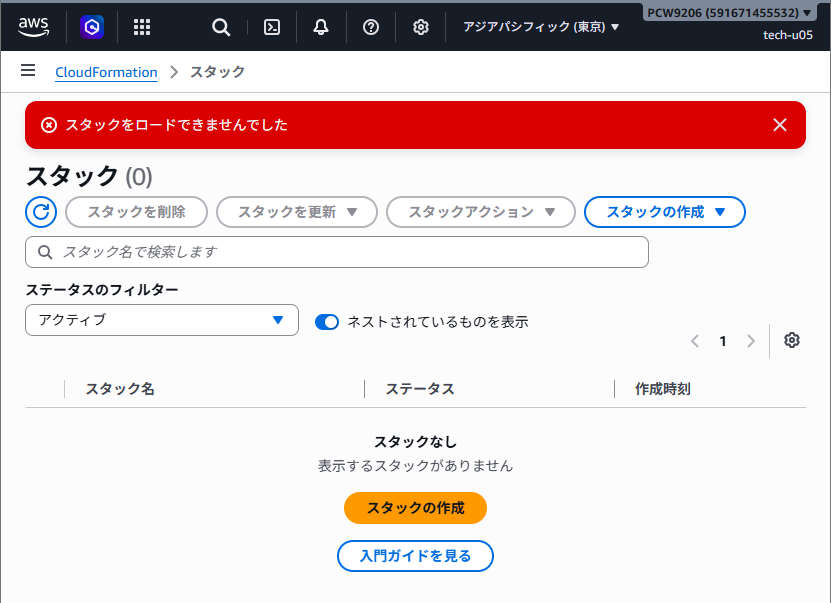 aws
アジアパシフィック (東京) ▼
PCW9206 (591671455532) ▼
tech-u05
CloudFormation > スタック
スタックをロードできませんでした
スタック (0)
スタックを削除
スタックを更新 ▼
スタックアクション ▼
スタックの作成 ▼
スタック名で検索します
ステータスのフィルター
アクティブ
ネストされているものを表示
1
スタック名
ステータス
作成時刻
スタックなし
表示するスタックがありません
スタックの作成
入門ガイドを見る